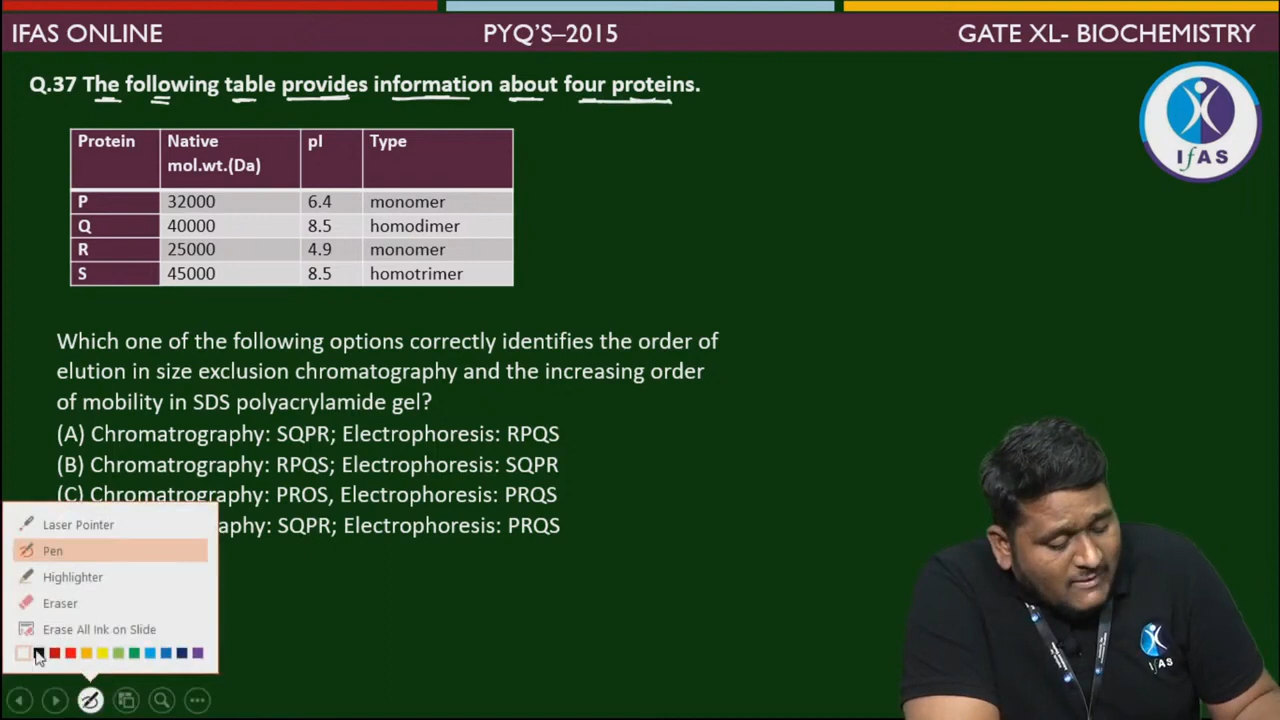 IFAS ONLINE PYQ'S–2015 GATE XL- BIOCHEMISTRY
Q.37 The following table provides information about four proteins.
IfAS
Protein Native mol.wt.(Da) pI Type
P 32000 6.4 monomer
Q 40000 8.5 homodimer
R 25000 4.9 monomer
S 45000 8.5 homotrimer
Which one of the following options correctly identifies the order of
elution in size exclusion chromatography and the increasing order
of mobility in SDS polyacrylamide gel?
(A) Chromatrography: SQPR; Electrophoresis: RPQS
(B) Chromatrography: RPQS; Electrophoresis: SQPR
(C) Chromatrography: PROS, Electrophoresis: PRQS
aphy: SQPR; Electrophoresis: PRQS
Laser Pointer
Pen
Highlighter
Eraser
Erase All Ink on Slide
IfAS